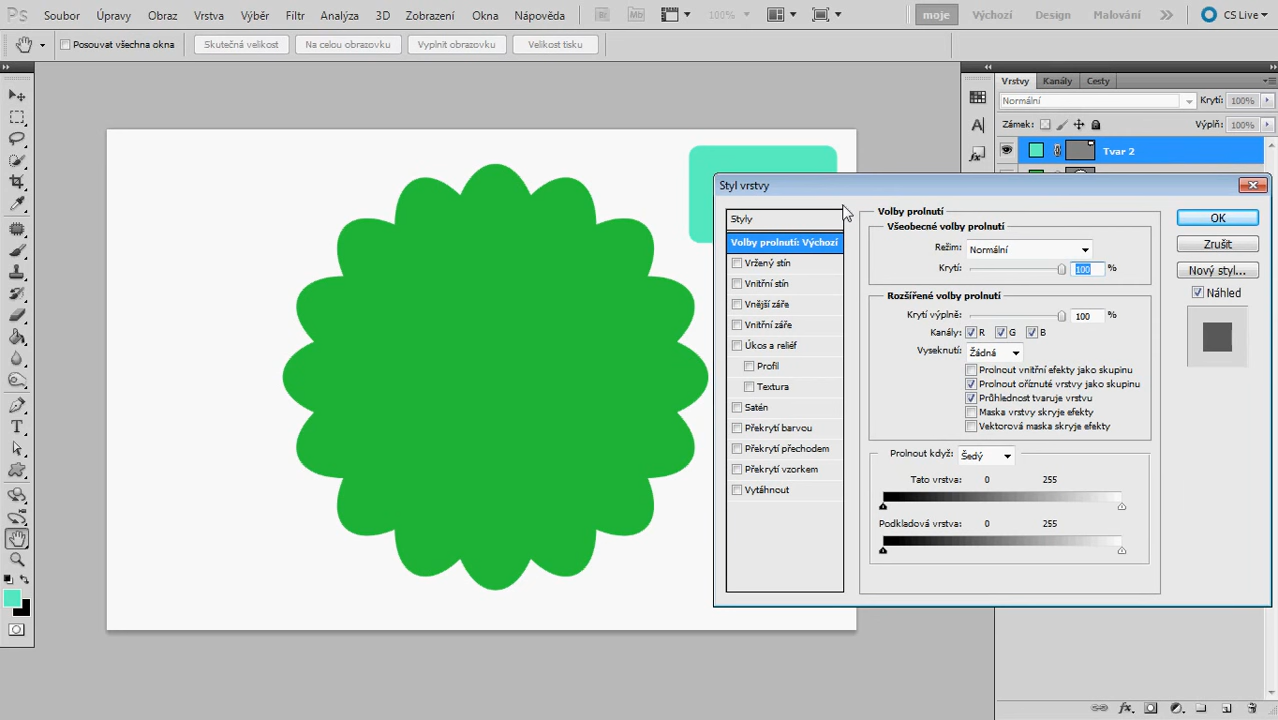 Ps Soubor Úpravy Obraz Vrstva Výběr Filtr Analýza 3D Zobrazení Okna Nápověda Br Mb 100% moje Výchozí Design Malování CS Live
Posouvat všechna okna Skutečná velikost Na celou obrazovku Vyplnit obrazovku Velikost tisku
Vrstvy Kanály Cesty
Normální Krytí: 100%
Zámek: Výplň: 100%
Tvar 2
Styl vrstvy
Styly
Volby prolnutí: Výchozí
Vržený stín
Vnitřní stín
Vnější záře
Vnitřní záře
Úkos a reliéf
Profil
Textura
Satén
Překrytí barvou
Překrytí přechodem
Překrytí vzorkem
Vytáhnout
Volby prolnutí
Všeobecné volby prolnutí
Režim: Normální
Krytí: 100 %
Rozšířené volby prolnutí
Krytí výplně: 100 %
Kanály: R G B
Vyseknutí: Žádná
Prolnout vnitřní efekty jako skupinu
Prolnout oříznuté vrstvy jako skupinu
Průhlednost tvaruje vrstvu
Maska vrstvy skryje efekty
Vektorová maska skryje efekty
Prolnout když: Šedý
Tato vrstva: 0 255
Podkladová vrstva: 0 255
OK
Zrušit
Nový styl...
Náhled